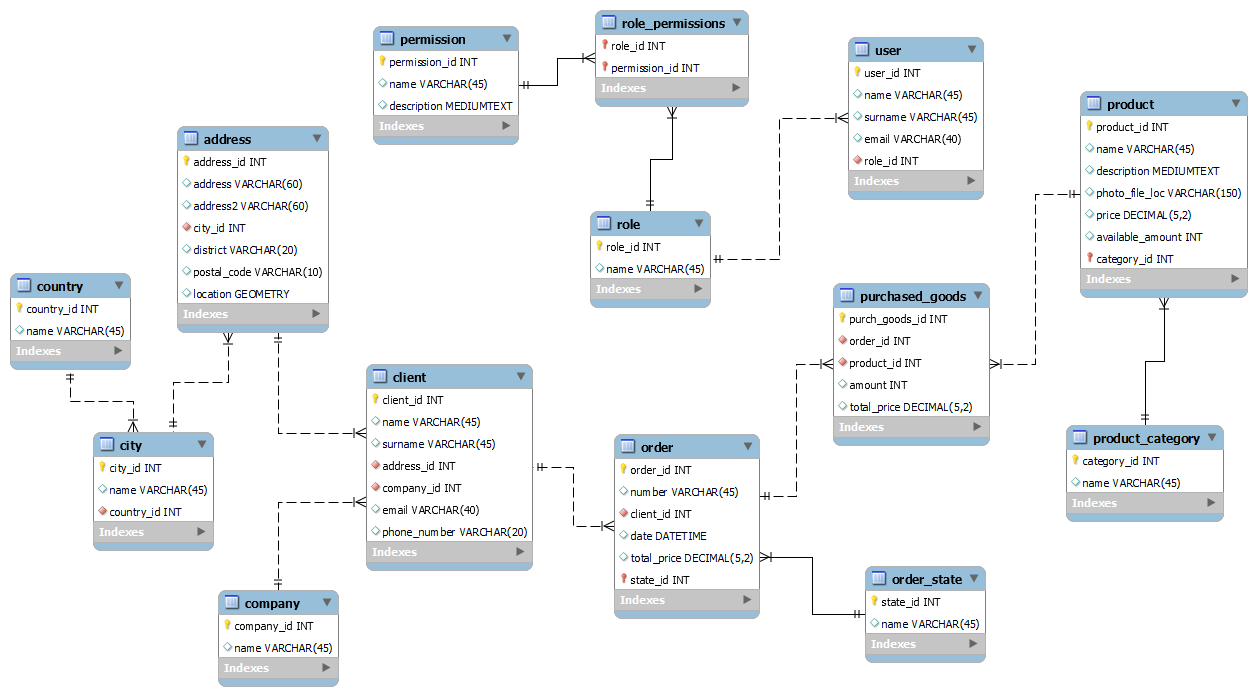 permission
permission_id INT
name VARCHAR(45)
description MEDIUMTEXT
Indexes
role_permissions
role_id INT
permission_id INT
Indexes
user
user_id INT
name VARCHAR(45)
surname VARCHAR(45)
email VARCHAR(40)
role_id INT
Indexes
product
product_id INT
name VARCHAR(45)
description MEDIUMTEXT
photo_file_loc VARCHAR(150)
price DECIMAL(5,2)
available_amount INT
category_id INT
Indexes
address
address_id INT
address VARCHAR(60)
address2 VARCHAR(60)
city_id INT
district VARCHAR(20)
postal_code VARCHAR(10)
location GEOMETRY
Indexes
role
role_id INT
name VARCHAR(45)
Indexes
country
country_id INT
name VARCHAR(45)
Indexes
purchased_goods
purch_goods_id INT
order_id INT
product_id INT
amount INT
total_price DECIMAL(5,2)
Indexes
client
client_id INT
name VARCHAR(45)
surname VARCHAR(45)
address_id INT
company_id INT
email VARCHAR(40)
phone_number VARCHAR(20)
Indexes
city
city_id INT
name VARCHAR(45)
country_id INT
Indexes
order
order_id INT
number VARCHAR(45)
client_id INT
date DATETIME
total_price DECIMAL(5,2)
state_id INT
Indexes
product_category
category_id INT
name VARCHAR(45)
Indexes
company
company_id INT
name VARCHAR(45)
Indexes
order_state
state_id INT
name VARCHAR(45)
Indexes